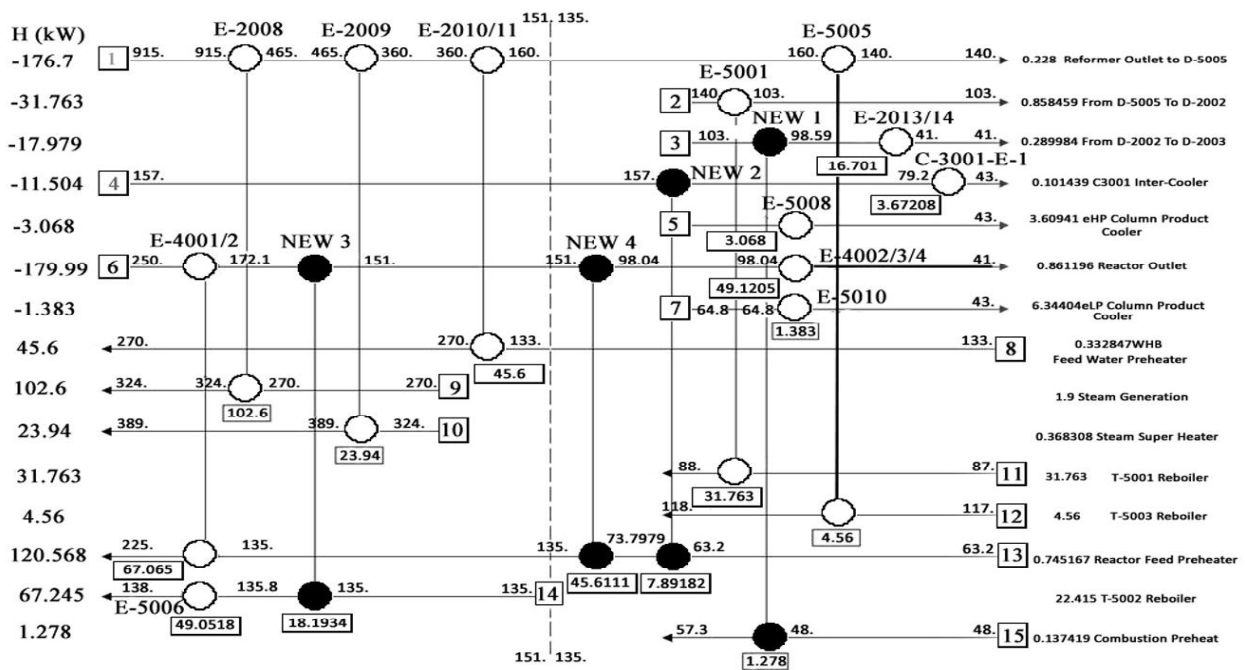 151. 135.
H (kW) E-2008 E-2009 E-2010/11 E-5005
-176.7 1 915. 915. 465. 465. 360. 360. 160. 160. 140. 140. 0.228 Reformer Outlet to D-5005
E-5001
-31.763 2 140 103. 103. 0.858459 From D-5005 To D-2002
NEW 1 E-2013/14
-17.979 3 103. 98.59 41. 41. 0.289984 From D-2002 To D-2003
16.701 C-3001-E-1
-11.504 4 157. 157. NEW 2 79.2 43. 0.101439 C3001 Inter-Cooler
3.67208
E-5008
-3.068 5 43. 3.60941 eHP Column Product
Cooler
3.068
E-4001/2 NEW 3 NEW 4
-179.99 6 250. 172.1 151. 151. 98.04 98.04 E-4002/3/4 41. 0.861196 Reactor Outlet
49.1205
-1.383 7 64.8 64.8 E-5010 43. 6.34404eLP Column Product
Cooler
1.383
45.6 270. 270. 133. 133. 8 0.332847WHB
Feed Water Preheater
45.6
102.6 324. 324. 270. 270. 9 1.9 Steam Generation
102.6
23.94 389. 389. 324. 10 0.368308 Steam Super Heater
23.94
31.763 88. 87. 11 31.763 T-5001 Reboiler
31.763
4.56 118. 117. 12 4.56 T-5003 Reboiler
4.56
120.568 225. 135. 135. 73.7979 63.2 63.2 13 0.745167 Reactor Feed Preheater
67.065 45.6111 7.89182
67.245 138. 135.8 135. 135. 14 22.415 T-5002 Reboiler
E-5006 49.0518 18.1934
1.278 57.3 48. 48. 15 0.137419 Combustion Preheat
1.278
151. 135.